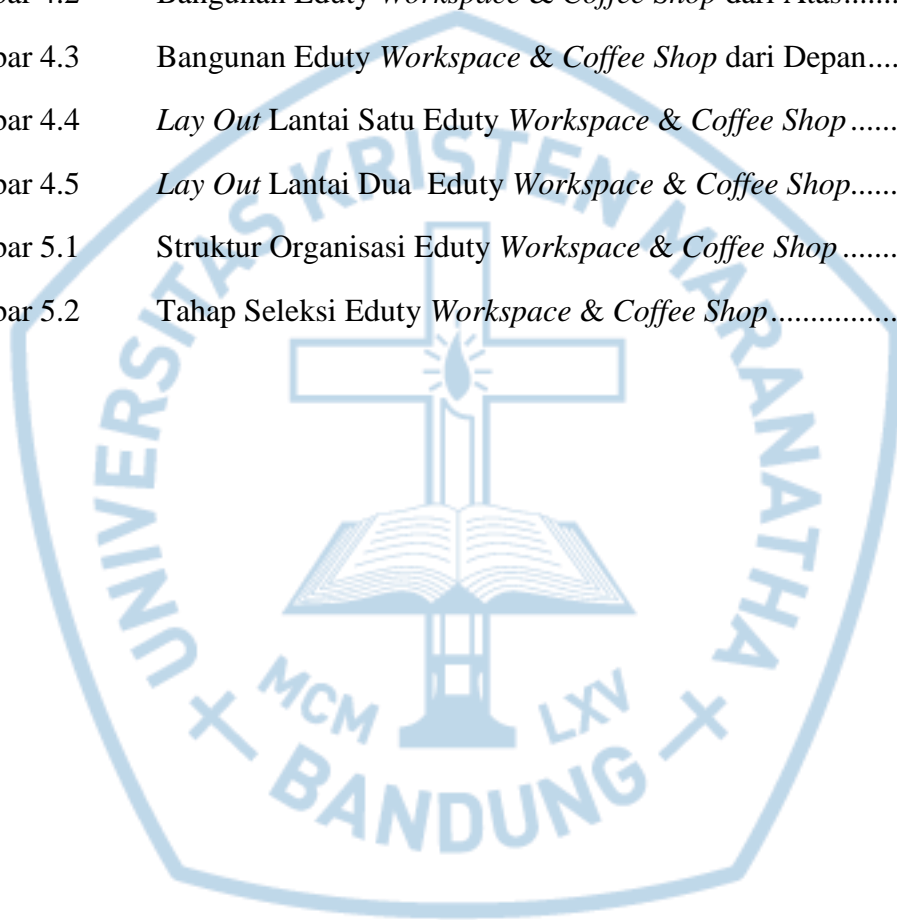 bar 4.2 Bangunan Eduty Workspace & Coffee Shop dari Atas.......
bar 4.3 Bangunan Eduty Workspace & Coffee Shop dari Depan....
bar 4.4 Lay Out Lantai Satu Eduty Workspace & Coffee Shop ......
bar 4.5 Lay Out Lantai Dua Eduty Workspace & Coffee Shop.......
bar 5.1 Struktur Organisasi Eduty Workspace & Coffee Shop .......
bar 5.2 Tahap Seleksi Eduty Workspace & Coffee Shop................
UNIVERSITAS KRISTEN MARANATHA
MCM LXV
BANDUNG